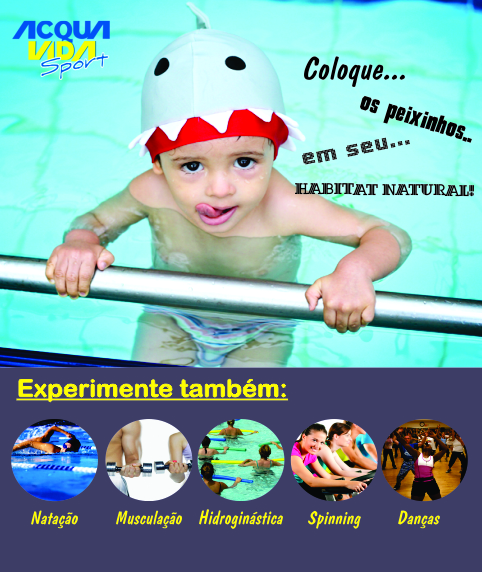 ACQUA
VIDA
Sport
Coloque...
os peixinhos..
em seu...
HABITAT NATURAL!
Experimente também:
Natação Musculação Hidroginástica Spinning Danças